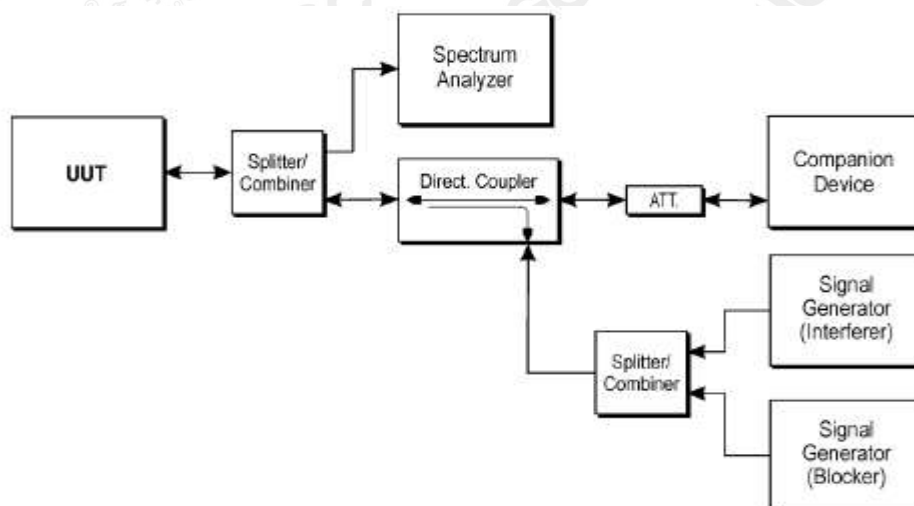 Spectrum
Analyzer
UUT
Splitter/
Combiner
Direct. Coupler
ATT.
Companion
Device
Signal
Generator
(Interferer)
Splitter/
Combiner
Signal
Generator
(Blocker)